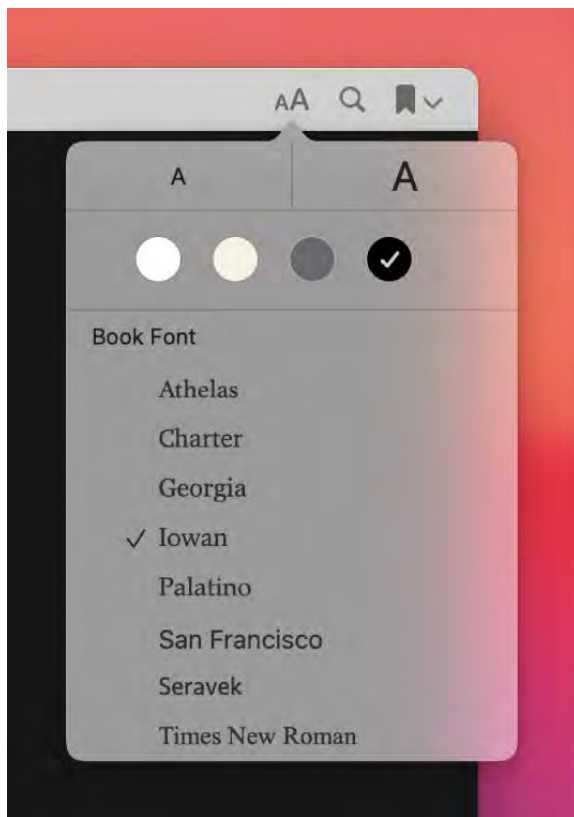 AA
A A
Book Font
Athelas
Charter
Georgia
Iowan
Palatino
San Francisco
Seravek
Times New Roman